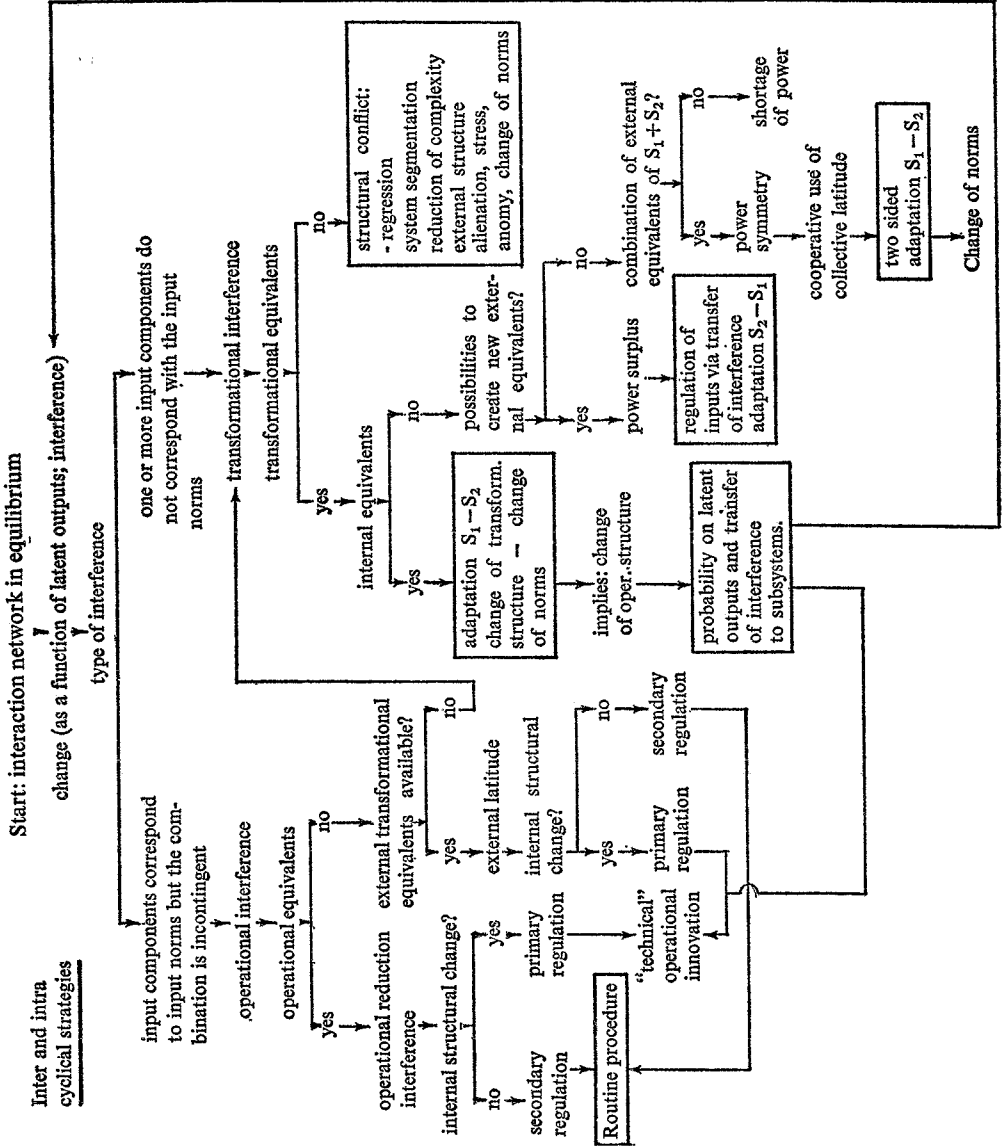 Inter and intra
cyclical strategies
Start: interaction network in equilibrium
change (as a function of latent outputs; interference)
type of interference
input components correspond
to input norms but the com-
bination is incontingent
operational interference
operational equivalents
yes
operational reduction
interference
internal structural change?
no
secondary
regulation
Routine procedure
yes
primary
regulation
"technical"
operational
innovation
no
external transformational
equivalents available?
yes
external latitude
internal structural
change?
yes
primary
regulation
no
secondary
regulation
no
one or more input components do
not correspond with the input
norms
transformational interference
transformational equivalents
yes
internal equivalents
yes
adaptation S₁–S₂
change of transform.
structure – change
of norms
implies: change
of oper. structure
probability on latent
outputs and transfer
of interference
to subsystems.
no
possibilities to
create new exter-
nal equivalents?
yes
power surplus
regulation of
inputs via transfer
of interference
adaptation S₂–S₁
no
combination of external
equivalents of S₁+S₂?
yes
power
symmetry
cooperative use of
collective latitude
two sided
adaptation S₁–S₂
Change of norms
no
shortage
of power
no
structural conflict:
- regression
system segmentation
reduction of complexity
external structure
alienation, stress,
anomy, change of norms